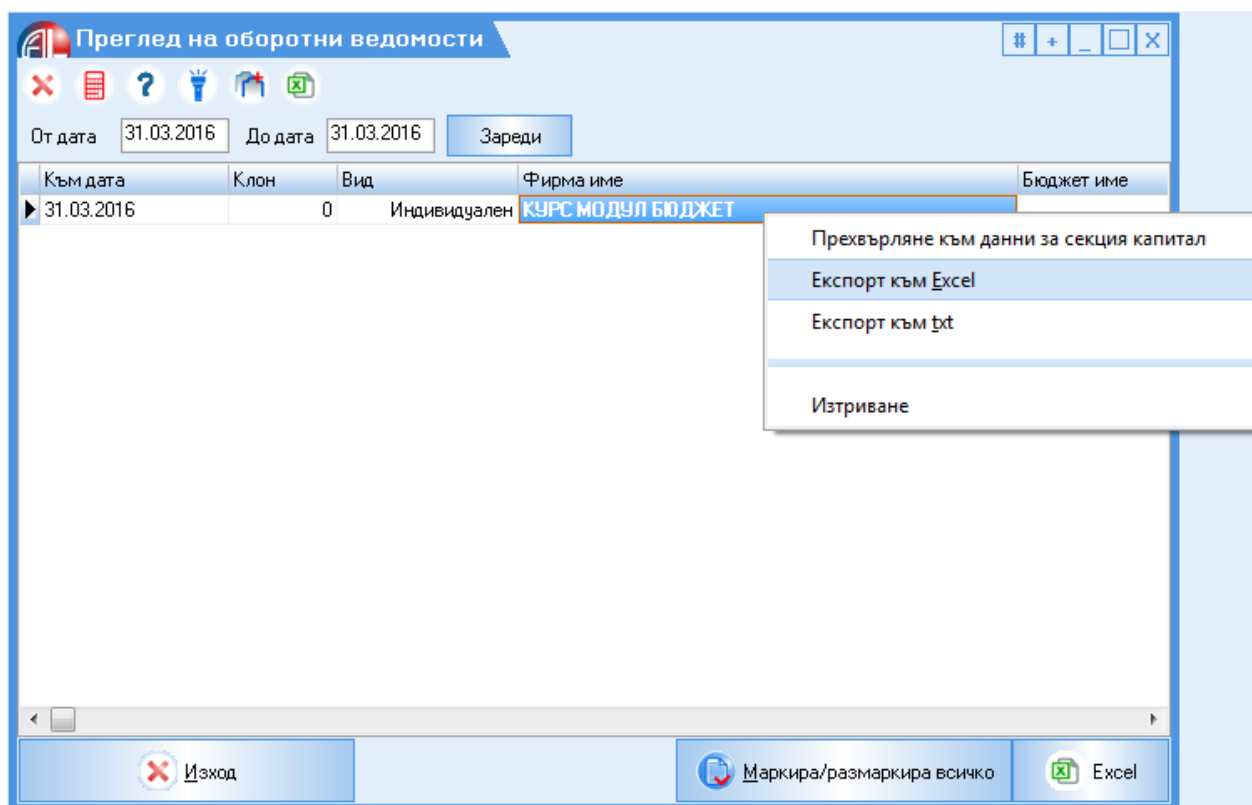 Преглед на оборотни ведомости
# + _ X
?
От дата 31.03.2016 До дата 31.03.2016 Зареди
Към дата Клон Вид Фирма име Бюджет име
31.03.2016 0 Индивидуален КУРС МОДУЛ БЮДЖЕТ
Прехвърляне към данни за секция капитал
Експорт към Excel
Експорт към txt
Изтриване
Изход Маркира/размаркира всичко Excel